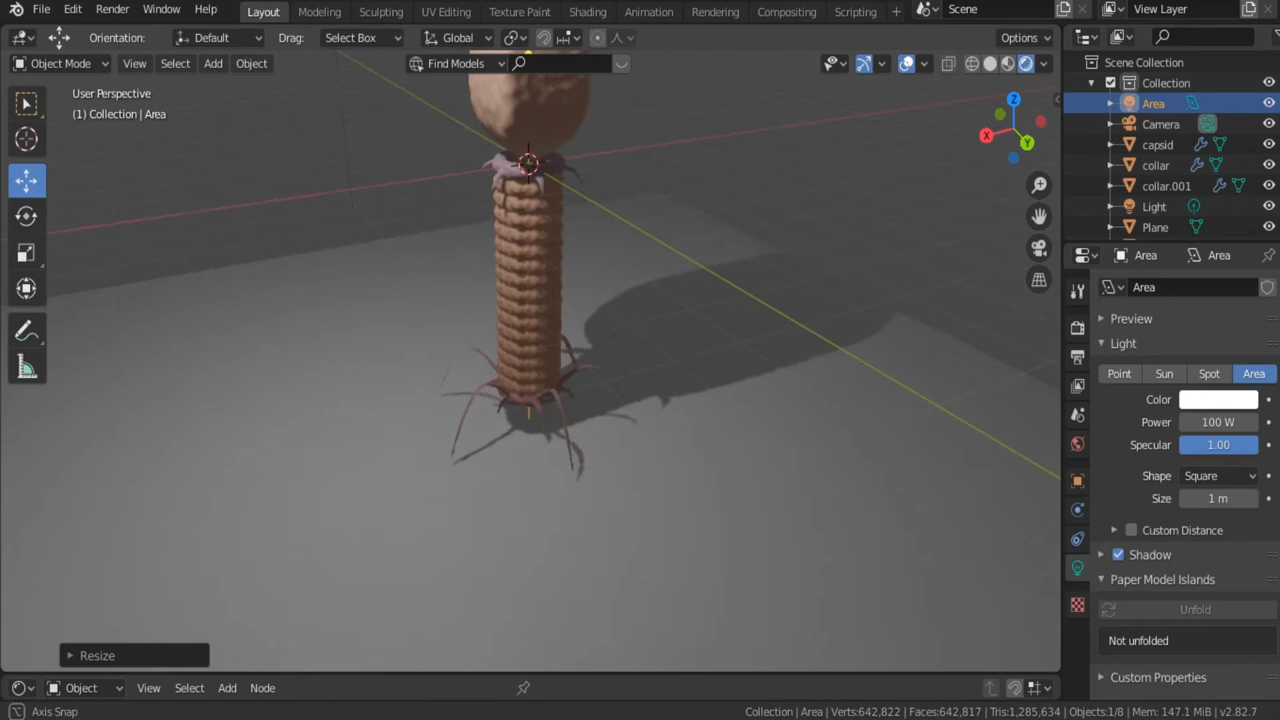 File Edit Render Window Help Layout Modeling Sculpting UV Editing Texture Paint Shading Animation Rendering Compositing Scripting + Scene View Layer
Orientation: Default Drag: Select Box Global Options
Object Mode View Select Add Object Find Models
Scene Collection
Collection
Area
Camera
capsid
collar
collar.001
Light
Plane
User Perspective
(1) Collection | Area
Z
X
Y
Area Area
Area
Preview
Light
Point Sun Spot Area
Color
Power 100 W
Specular 1.00
Shape Square
Size 1 m
Custom Distance
Shadow
Paper Model Islands
Unfold
Not unfolded
Custom Properties
Resize
Object View Select Add Node
Axis Snap
Collection | Area | Verts:642,822 | Faces:642,817 | Tris:1,285,634 | Objects:1/8 | Mem: 147.1 MiB | v2.82.7